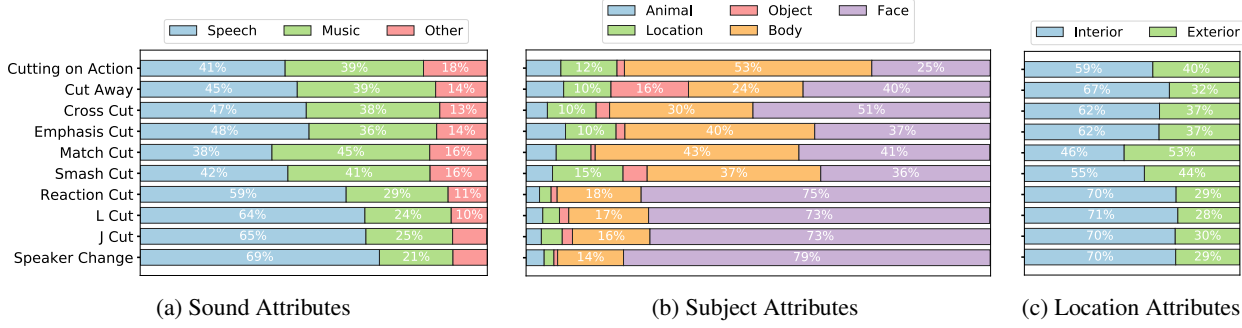 Speech Music Other
Cutting on Action 41% 39% 18%
Cut Away 45% 39% 14%
Cross Cut 47% 38% 13%
Emphasis Cut 48% 36% 14%
Match Cut 38% 45% 16%
Smash Cut 42% 41% 16%
Reaction Cut 59% 29% 11%
L Cut 64% 24% 10%
J Cut 65% 25%
Speaker Change 69% 21%
(a) Sound Attributes
Animal Object Face
Location Body
12% 53% 25%
10% 16% 24% 40%
10% 30% 51%
10% 40% 37%
43% 41%
15% 37% 36%
18% 75%
17% 73%
16% 73%
14% 79%
(b) Subject Attributes
Interior Exterior
59% 40%
67% 32%
62% 37%
62% 37%
46% 53%
55% 44%
70% 29%
71% 28%
70% 30%
70% 29%
(c) Location Attributes